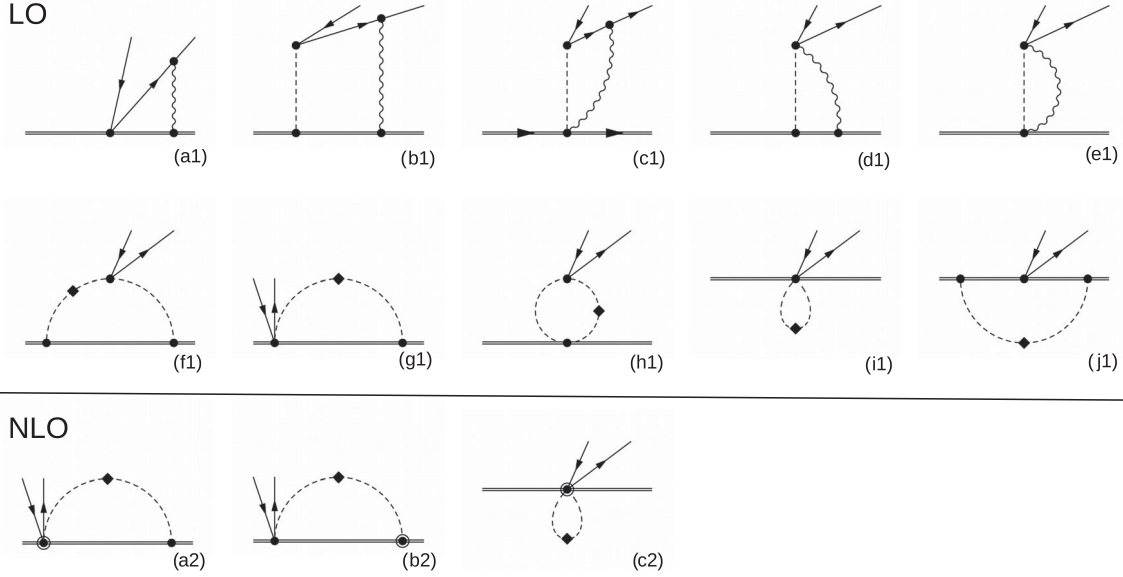 LO
(a1)
(b1)
(c1)
(d1)
(e1)
(f1)
(g1)
(h1)
(i1)
(j1)
NLO
(a2)
(b2)
(c2)